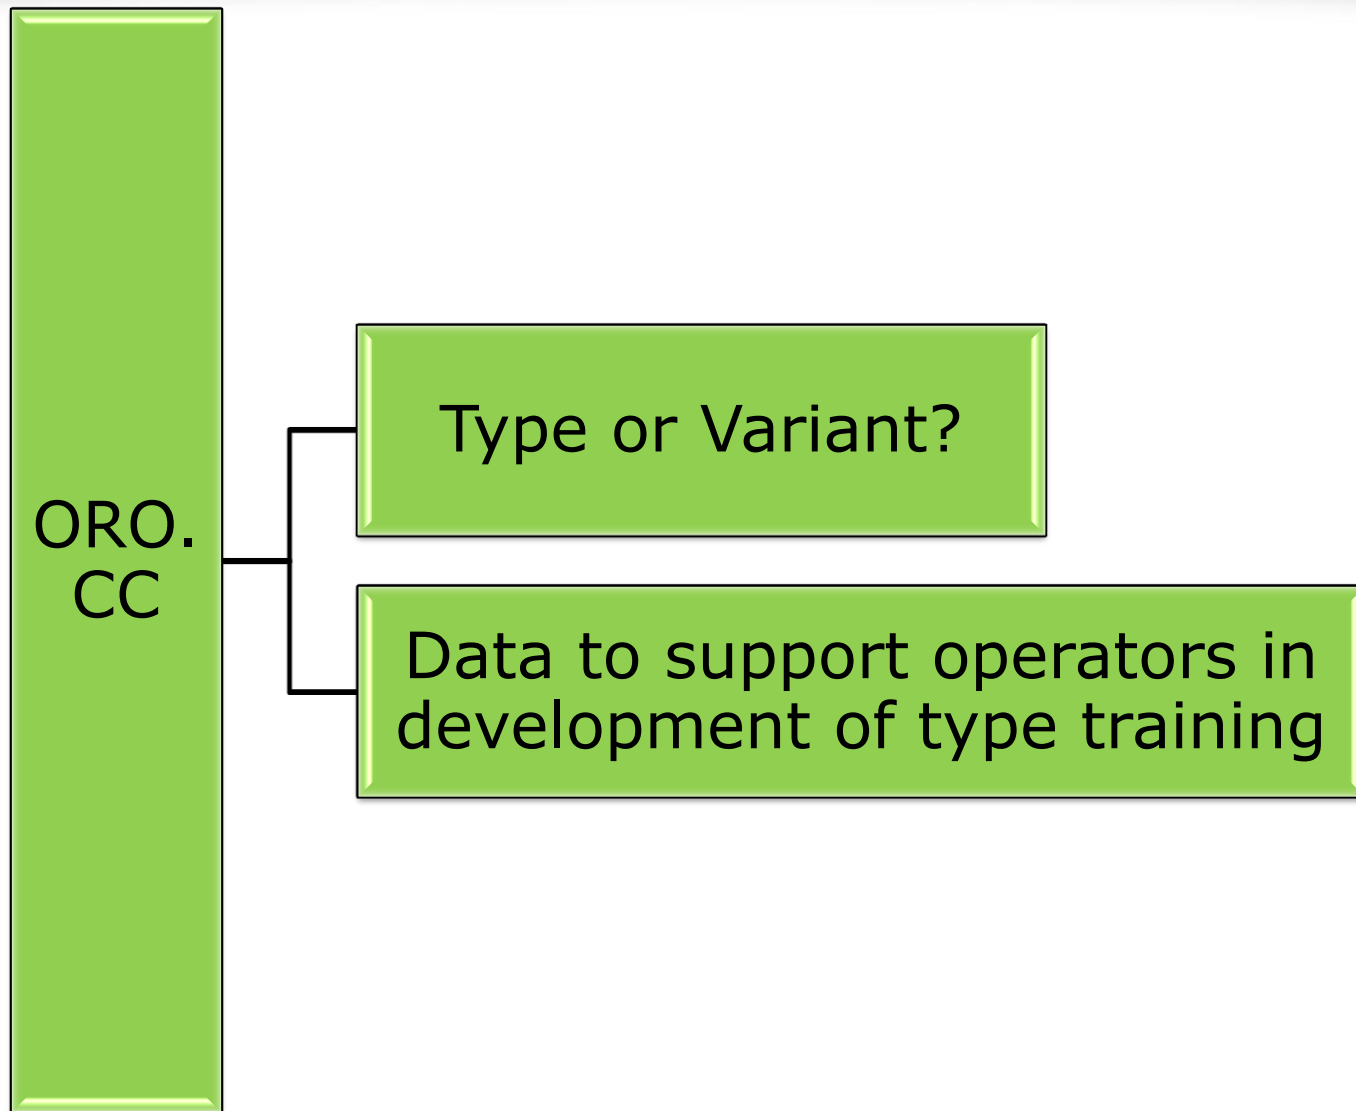 ORO.
CC
Type or Variant?
Data to support operators in
development of type training